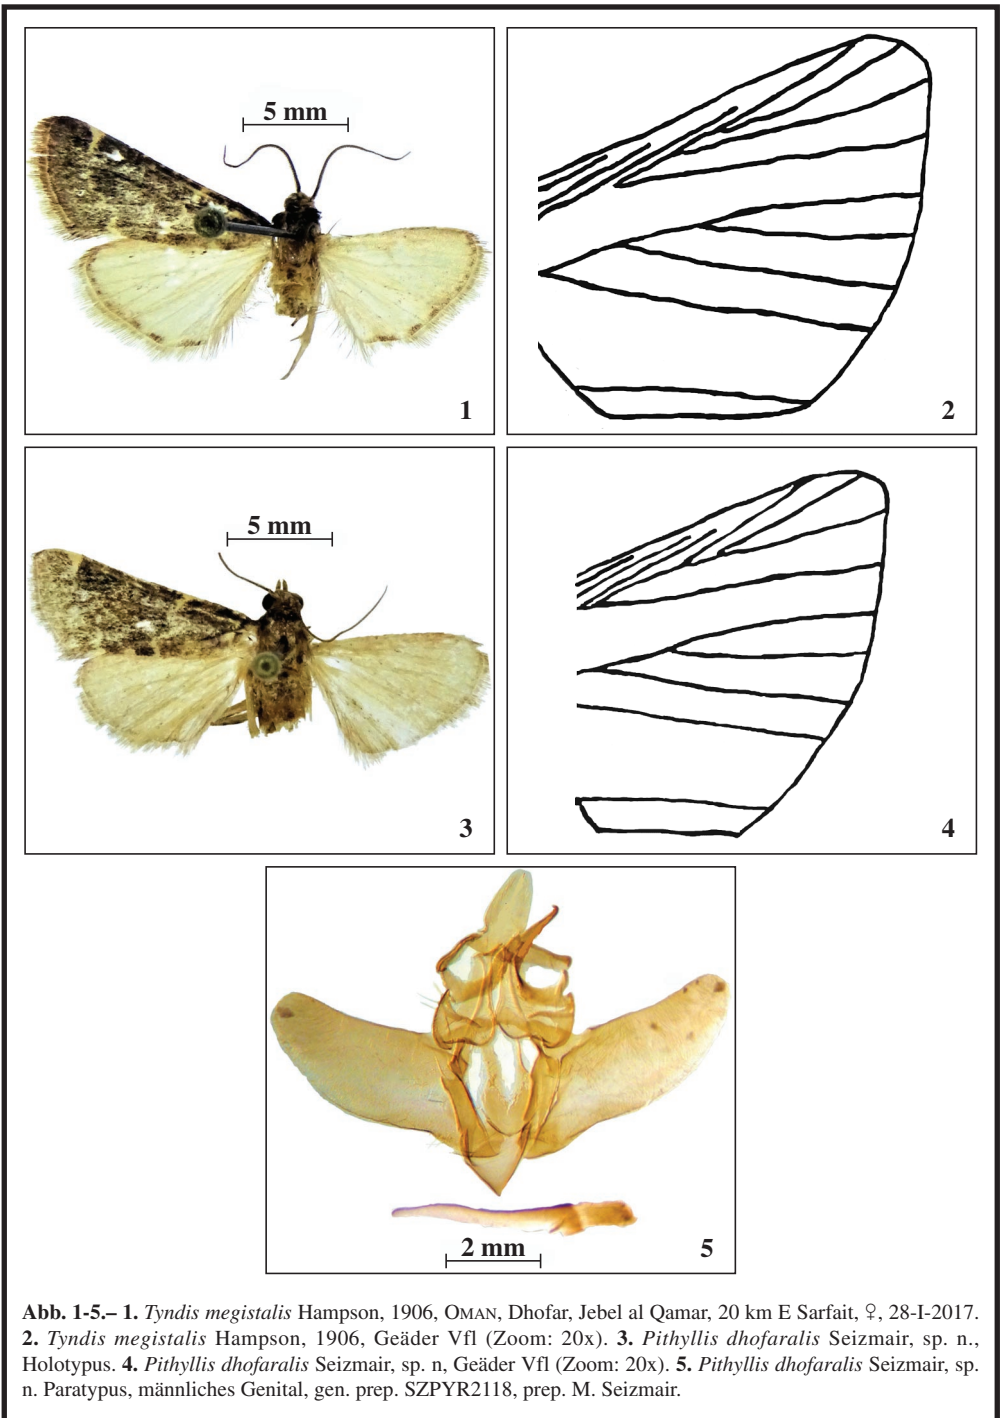 5 mm
1
2
5 mm
3
4
2 mm
5
Abb. 1-5.– 1. Tyndis megistalis Hampson, 1906, OMAN, Dhofar, Jebel al Qamar, 20 km E Sarfait, ♀, 28-I-2017.
2. Tyndis megistalis Hampson, 1906, Geäder Vfl (Zoom: 20x). 3. Pithyllis dhofaralis Seizmair, sp. n.,
Holotypus. 4. Pithyllis dhofaralis Seizmair, sp. n, Geäder Vfl (Zoom: 20x). 5. Pithyllis dhofaralis Seizmair, sp.
n. Paratypus, männliches Genital, gen. prep. SZPYR2118, prep. M. Seizmair.